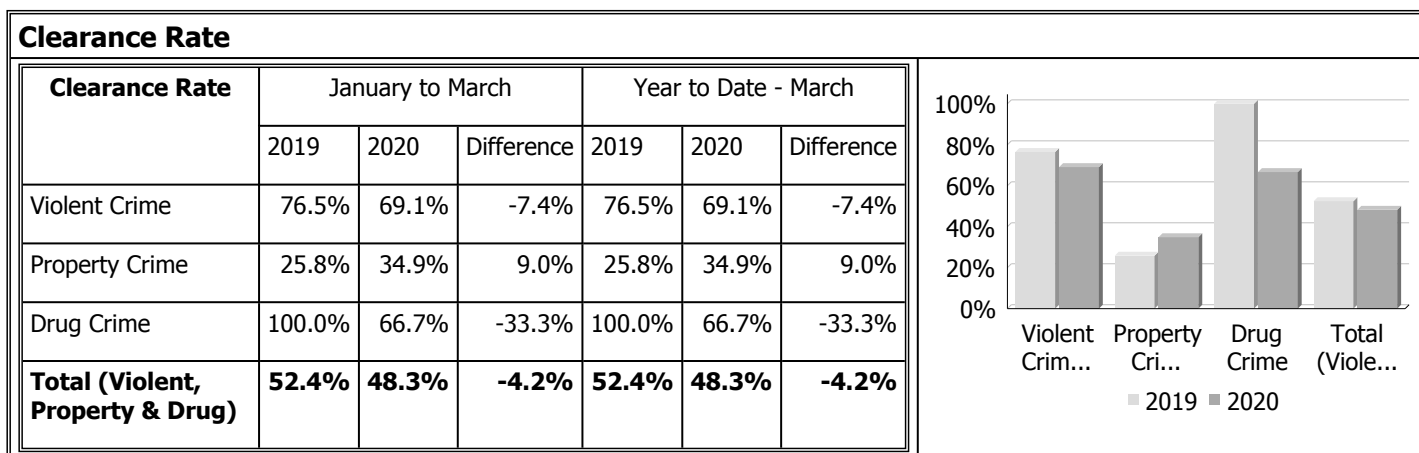 Clearance Rate
Clearance Rate January to March Year to Date - March
2019 2020 Difference 2019 2020 Difference
Violent Crime 76.5% 69.1% -7.4% 76.5% 69.1% -7.4%
Property Crime 25.8% 34.9% 9.0% 25.8% 34.9% 9.0%
Drug Crime 100.0% 66.7% -33.3% 100.0% 66.7% -33.3%
Total (Violent, 52.4% 48.3% -4.2% 52.4% 48.3% -4.2%
Property & Drug)
100%
80%
60%
40%
20%
0%
Violent Property Drug Total
Crim... Cri... Crime (Viole...
2019 2020